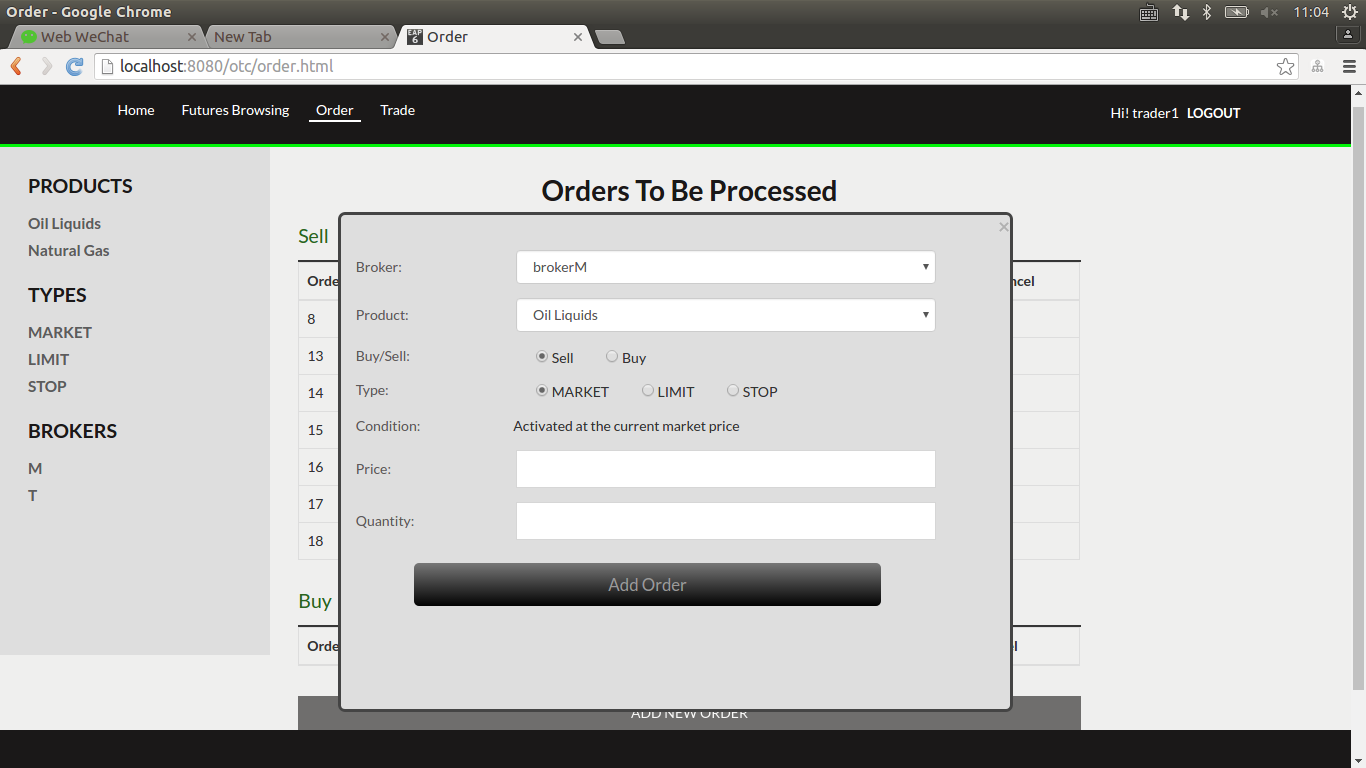 Order - Google Chrome
11:04
Web WeChat
New Tab
EAP 6
Order
localhost:8080/otc/order.html
Home
Futures Browsing
Order
Trade
Hi! trader1 LOGOUT
PRODUCTS
Oil Liquids
Natural Gas
TYPES
MARKET
LIMIT
STOP
BROKERS
M
T
Orders To Be Processed
Sell
Orde
ncel
8
13
14
15
16
17
18
Buy
Orde
l
Broker:
brokerM
Product:
Oil Liquids
Buy/Sell:
Sell
Buy
Type:
MARKET
LIMIT
STOP
Condition:
Activated at the current market price
Price:
Quantity:
Add Order
ADD NEW ORDER